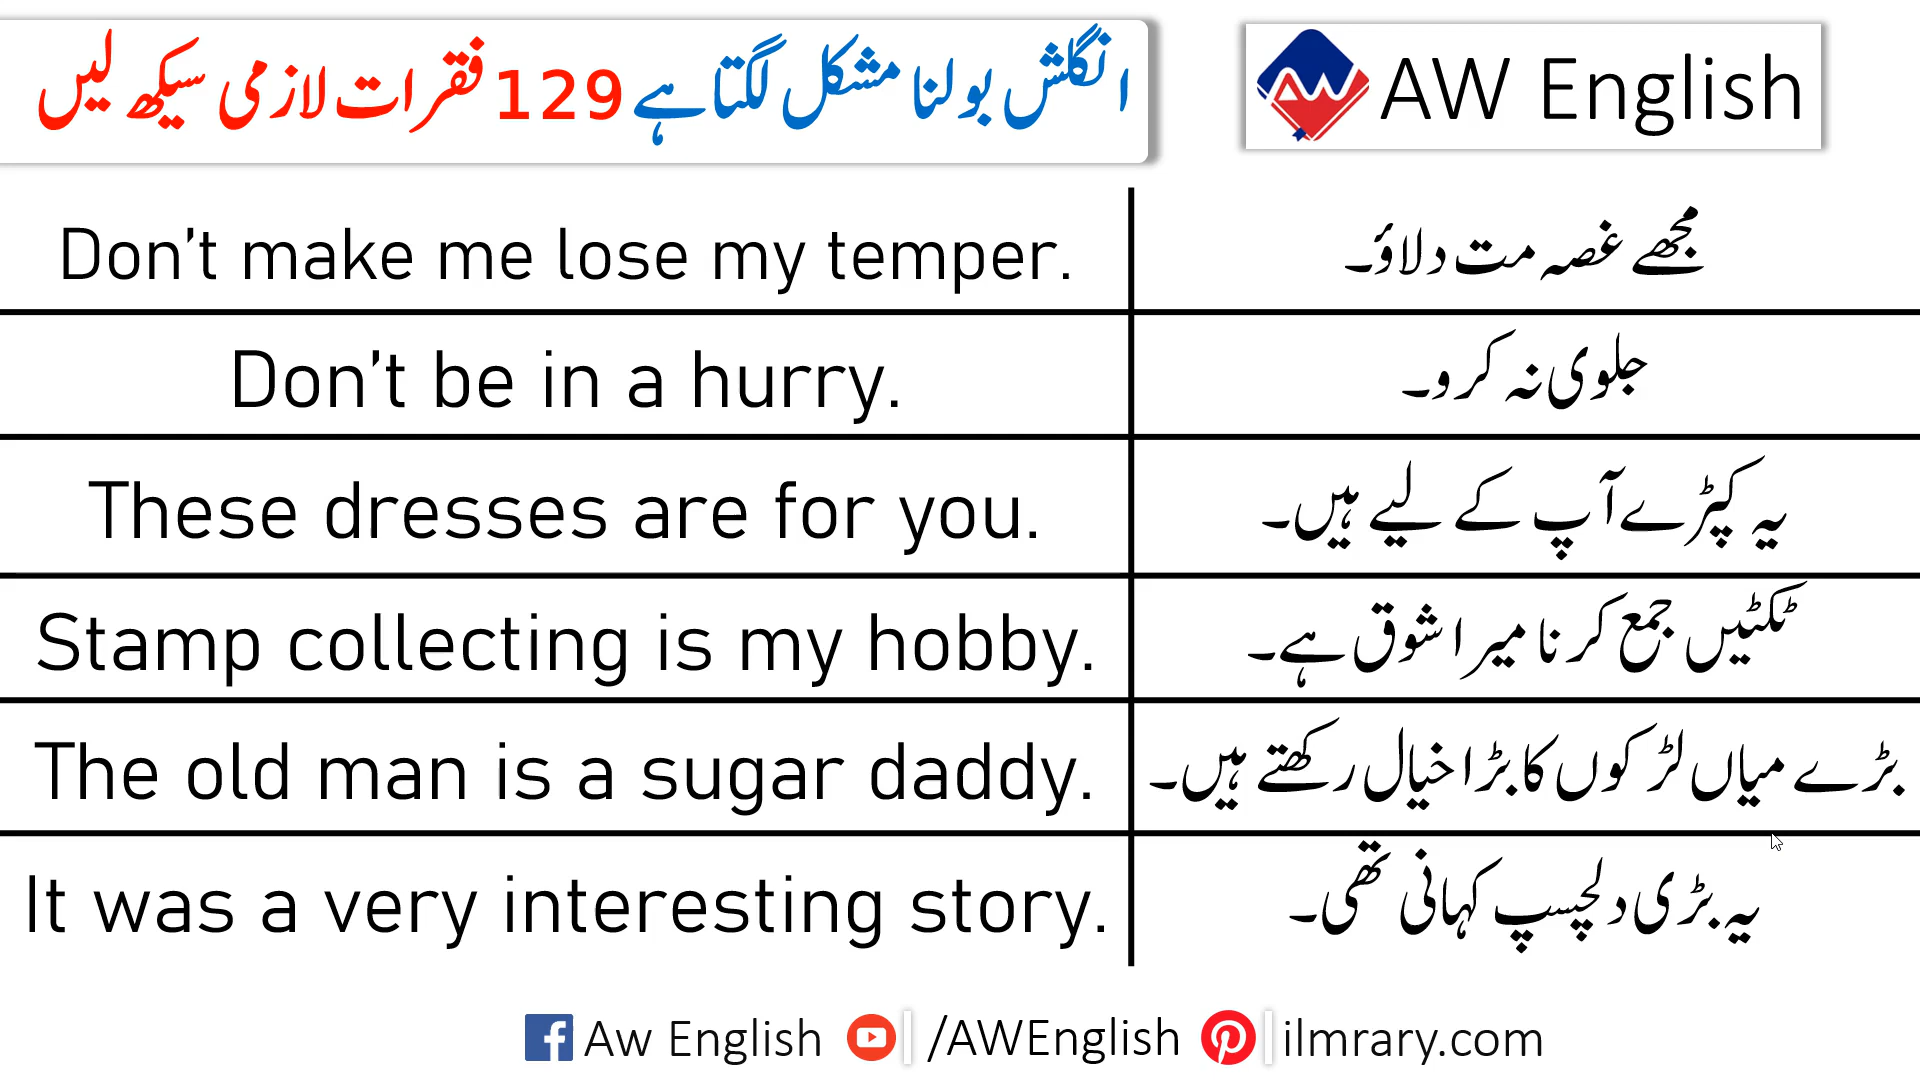 انگلش بولنا مشکل لگتا ہے 129 فقرات لازمی سیکھ لیں
AW English
Don't make me lose my temper.
مجھے غصہ مت دلاؤ۔
Don't be in a hurry.
جلوی نہ کرو۔
These dresses are for you.
یہ کپڑے آپ کے لیے ہیں۔
Stamp collecting is my hobby.
ٹکٹیں جمع کرنا میرا شوق ہے۔
The old man is a sugar daddy.
بڑے میاں لڑکوں کا بڑا خیال رکھتے ہیں۔
It was a very interesting story.
یہ بڑی دلچسپ کہانی تھی۔
Aw English /AWEnglish ilmrary.com